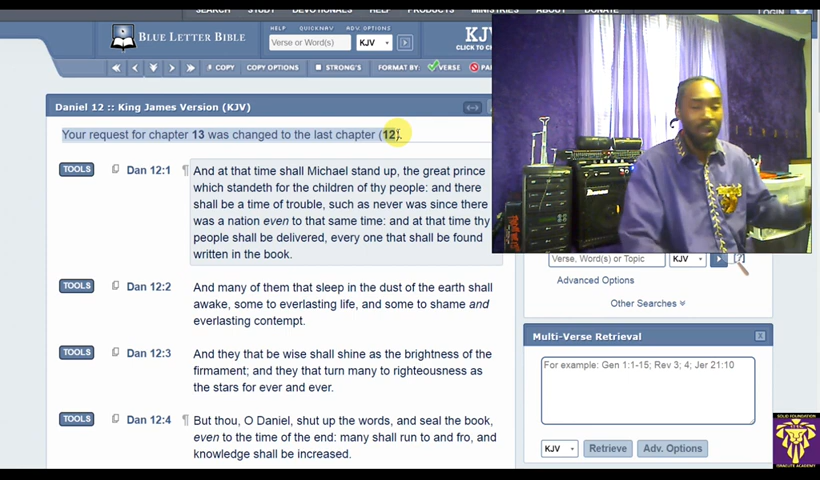 SEARCH STUDY DEVOTIONALS HELP PRODUCTS MINISTRIES ABOUT DONATE LOGIN
BLUE LETTER BIBLE
HELP QUICKNAV ADV. OPTIONS
Verse or Word(s) KJV
KJV
CLICK TO
COPY COPY OPTIONS STRONG'S FORMAT BY VERSE
Daniel 12 :: King James Version (KJV)
Your request for chapter 13 was changed to the last chapter (12).
TOOLS Dan 12:1 ¶ And at that time shall Michael stand up, the great prince
which standeth for the children of thy people: and there
shall be a time of trouble, such as never was since there
was a nation even to that same time: and at that time thy
people shall be delivered, every one that shall be found
written in the book.
TOOLS Dan 12:2 And many of them that sleep in the dust of the earth shall
awake, some to everlasting life, and some to shame and
everlasting contempt.
TOOLS Dan 12:3 And they that be wise shall shine as the brightness of the
firmament; and they that turn many to righteousness as
the stars for ever and ever.
TOOLS Dan 12:4 ¶ But thou, O Daniel, shut up the words, and seal the book,
even to the time of the end: many shall run to and fro, and
knowledge shall be increased.
Verse, Word(s) or Topic KJV [?]
Advanced Options
Other Searches
Multi-Verse Retrieval X
For example: Gen 1:1-15; Rev 3; 4; Jer 21:10
KJV Retrieve Adv. Options
SOLID FOUNDATION
ISRAELITE ACADEMY